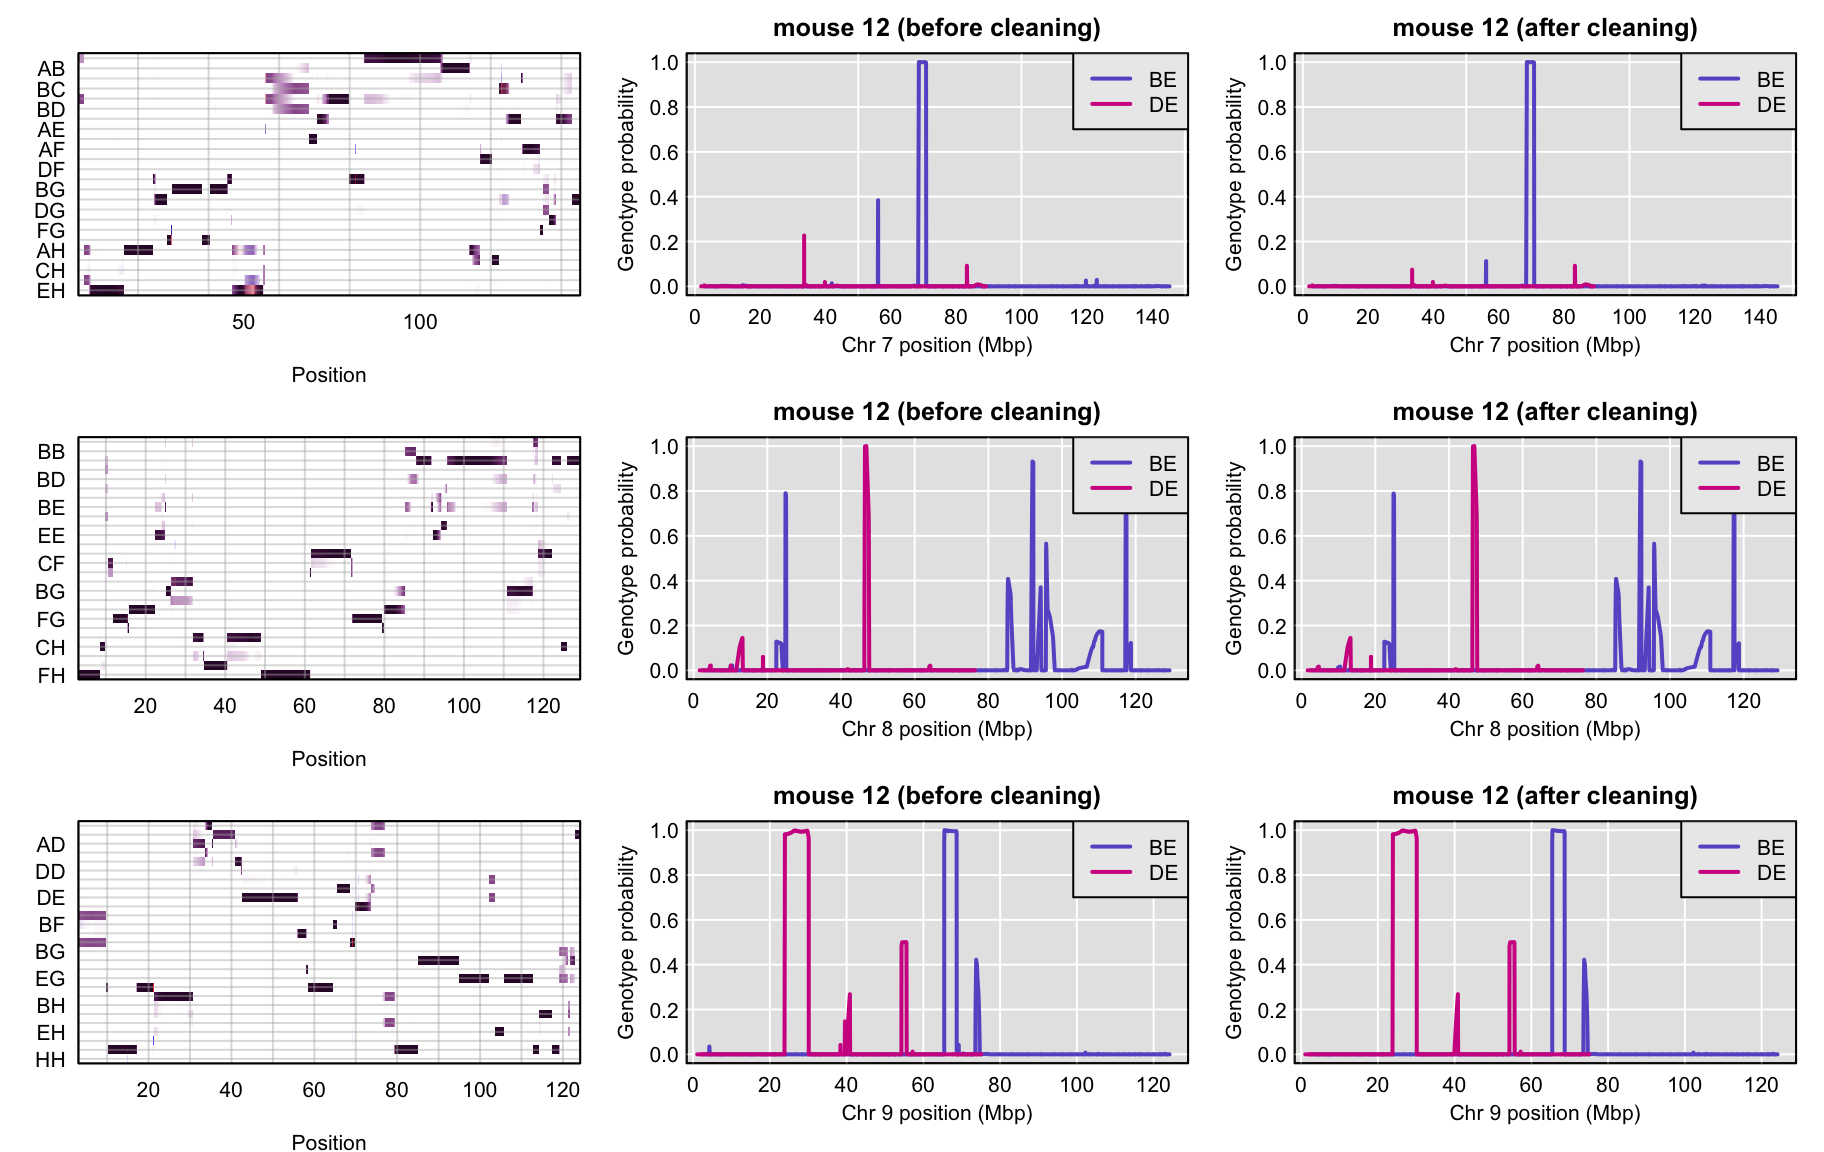 mouse 12 (before cleaning)
mouse 12 (after cleaning)
AB
BC
BD
AE
AF
DF
BG
DG
FG
AH
CH
EH
50
100
Position
Genotype probability
1.0
0.8
0.6
0.4
0.2
0.0
BE
DE
0 20 40 60 80 100 120 140
Chr 7 position (Mbp)
Genotype probability
1.0
0.8
0.6
0.4
0.2
0.0
BE
DE
0 20 40 60 80 100 120 140
Chr 7 position (Mbp)
mouse 12 (before cleaning)
mouse 12 (after cleaning)
BB
BD
BE
EE
CF
BG
FG
CH
FH
20 40 60 80 100 120
Position
Genotype probability
1.0
0.8
0.6
0.4
0.2
0.0
BE
DE
0 20 40 60 80 100 120
Chr 8 position (Mbp)
Genotype probability
1.0
0.8
0.6
0.4
0.2
0.0
BE
DE
0 20 40 60 80 100 120
Chr 8 position (Mbp)
mouse 12 (before cleaning)
mouse 12 (after cleaning)
AD
DD
DE
BF
BG
EG
BH
EH
HH
20 40 60 80 100 120
Position
Genotype probability
1.0
0.8
0.6
0.4
0.2
0.0
BE
DE
0 20 40 60 80 100 120
Chr 9 position (Mbp)
Genotype probability
1.0
0.8
0.6
0.4
0.2
0.0
BE
DE
0 20 40 60 80 100 120
Chr 9 position (Mbp)